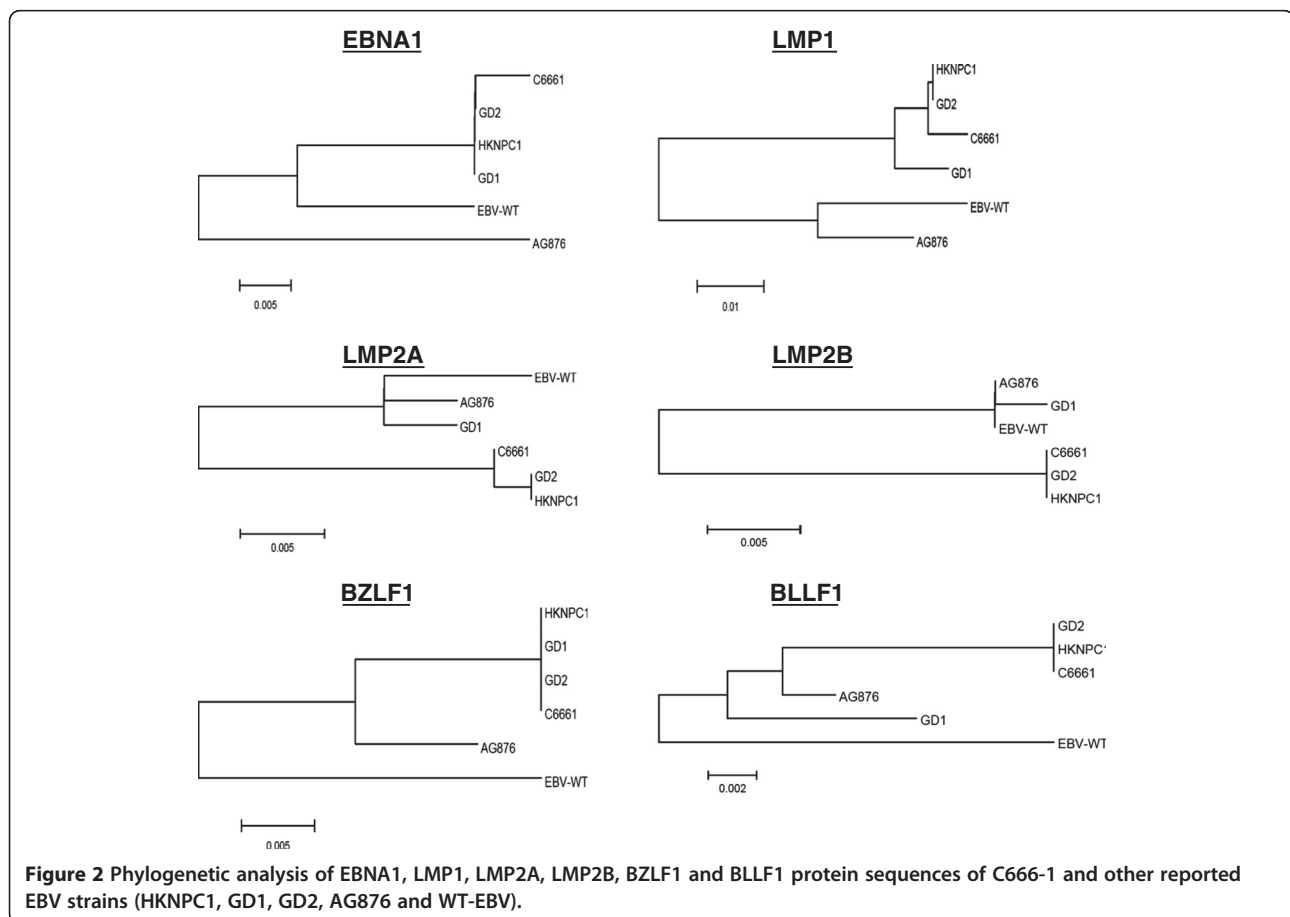 EBNA1
C6661
GD2
HKNPC1
GD1
EBV-WT
AG876
0.005
LMP1
HKNPC1
GD2
C6661
GD1
EBV-WT
AG876
0.01
LMP2A
EBV-WT
AG876
GD1
C6661
GD2
HKNPC1
0.005
LMP2B
AG876
GD1
EBV-WT
C6661
GD2
HKNPC1
0.005
BZLF1
HKNPC1
GD1
GD2
C6661
AG876
EBV-WT
0.005
BLLF1
GD2
HKNPC1
C6661
AG876
GD1
EBV-WT
0.002
Figure 2 Phylogenetic analysis of EBNA1, LMP1, LMP2A, LMP2B, BZLF1 and BLLF1 protein sequences of C666-1 and other reported
EBV strains (HKNPC1, GD1, GD2, AG876 and WT-EBV).